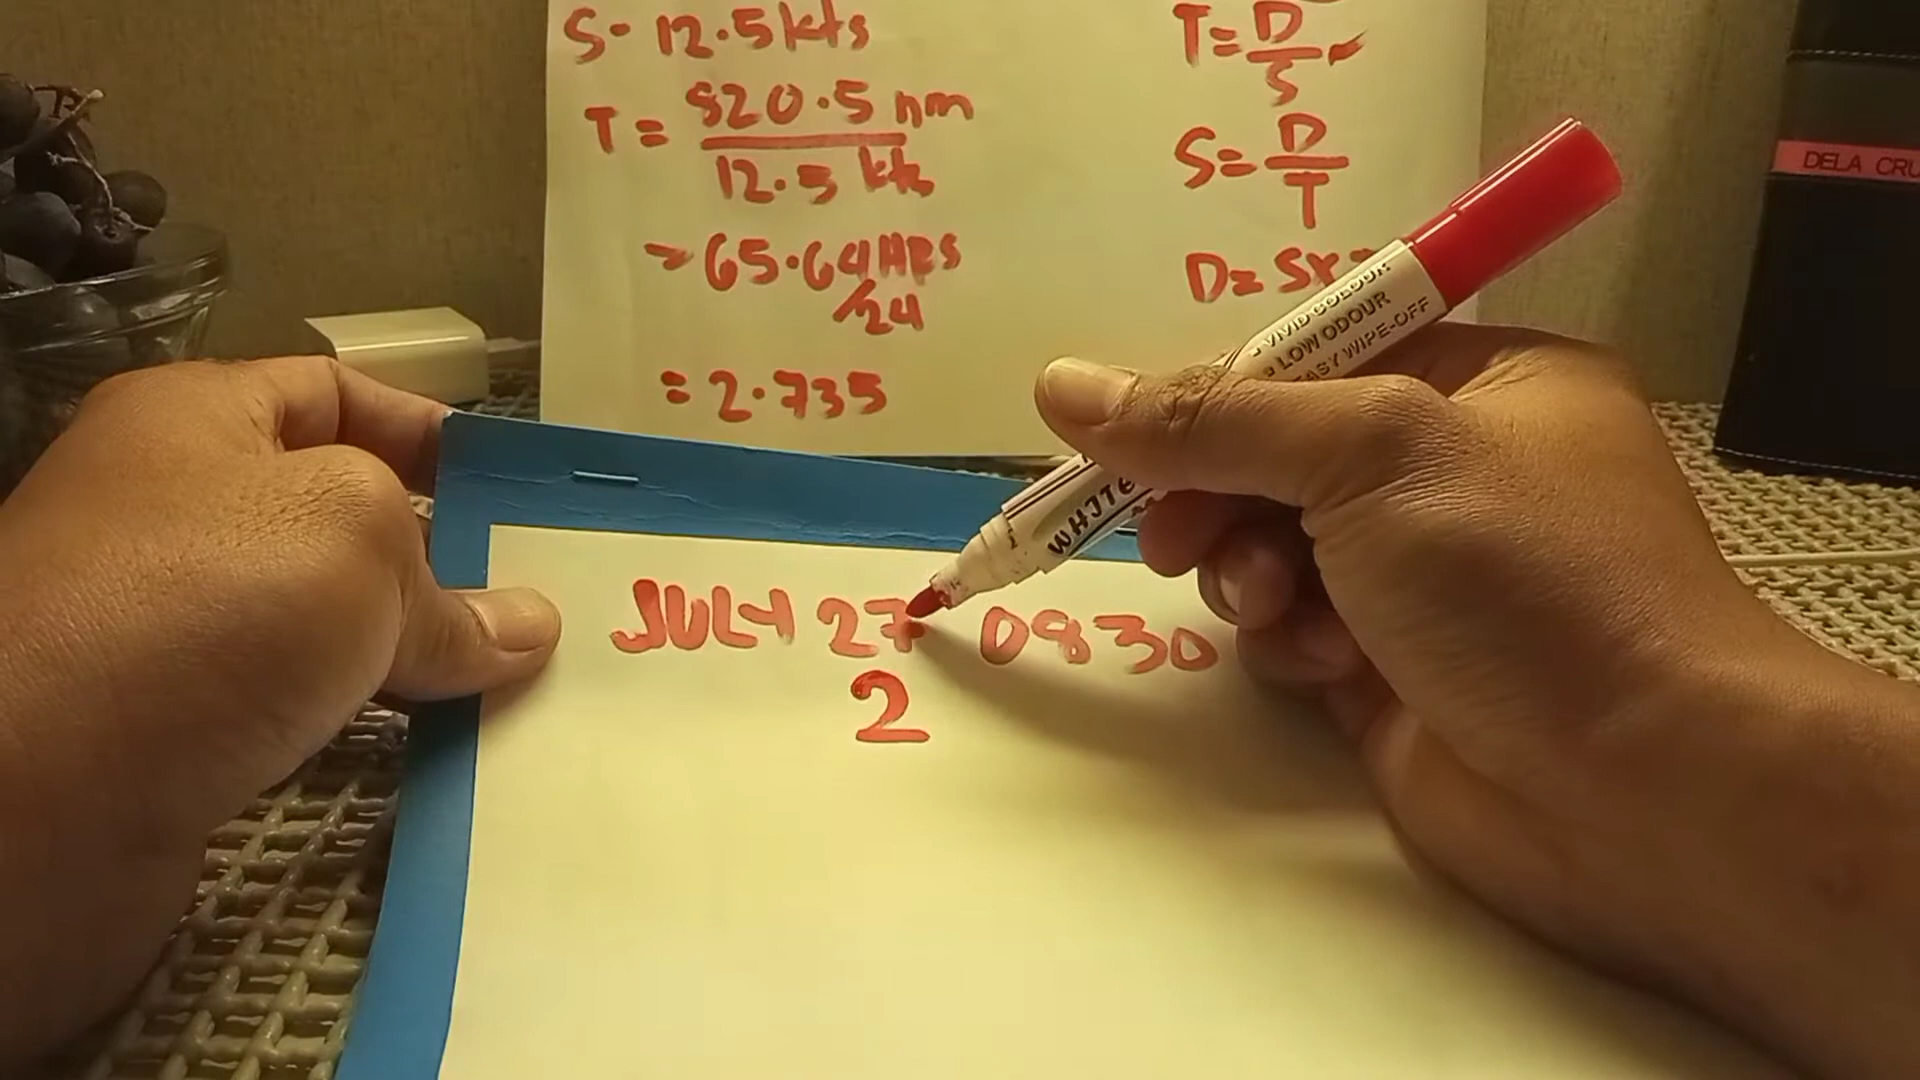 S- 12.5 kts
T = 820.5 nm
12.5 kts
= 65.64 HRS
/24
= 2.735
T = D
S
S = D
T
D = SX
DELA CRU
VIVID COLOUR
LOW ODOUR
EASY WIPE-OFF
WHITE
JULY 27 0830
2